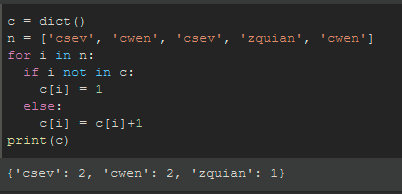 c = dict()
n = ['csev', 'cwen', 'csev', 'zquian', 'cwen']
for i in n:
  if i not in c:
    c[i] = 1
  else:
    c[i] = c[i]+1
print(c)
{'csev': 2, 'cwen': 2, 'zquian': 1}